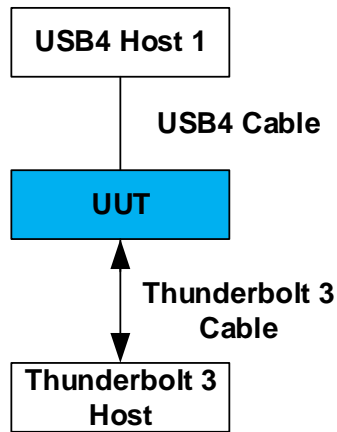 USB4 Host 1
USB4 Cable
UUT
Thunderbolt 3
Cable
Thunderbolt 3
Host